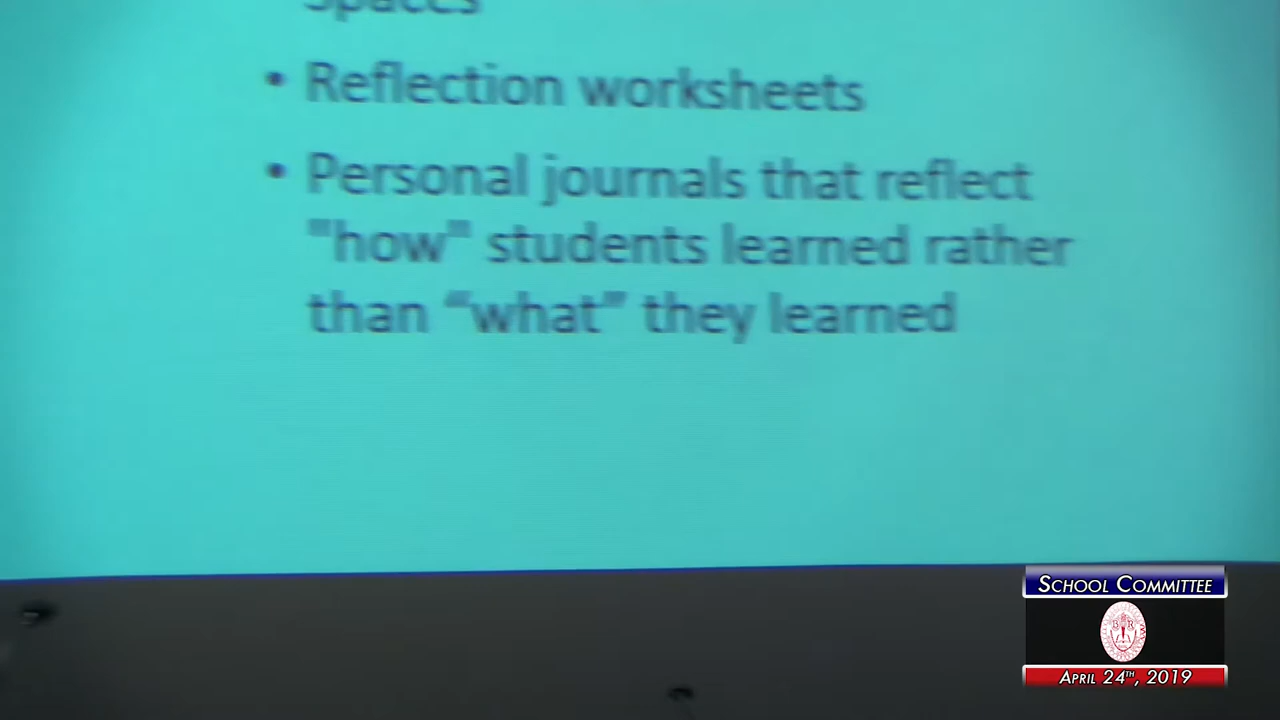 Spaces
• Reflection worksheets
• Personal journals that reflect
"how" students learned rather
than “what” they learned
SCHOOL COMMITTEE
B R
APRIL 24TH, 2019